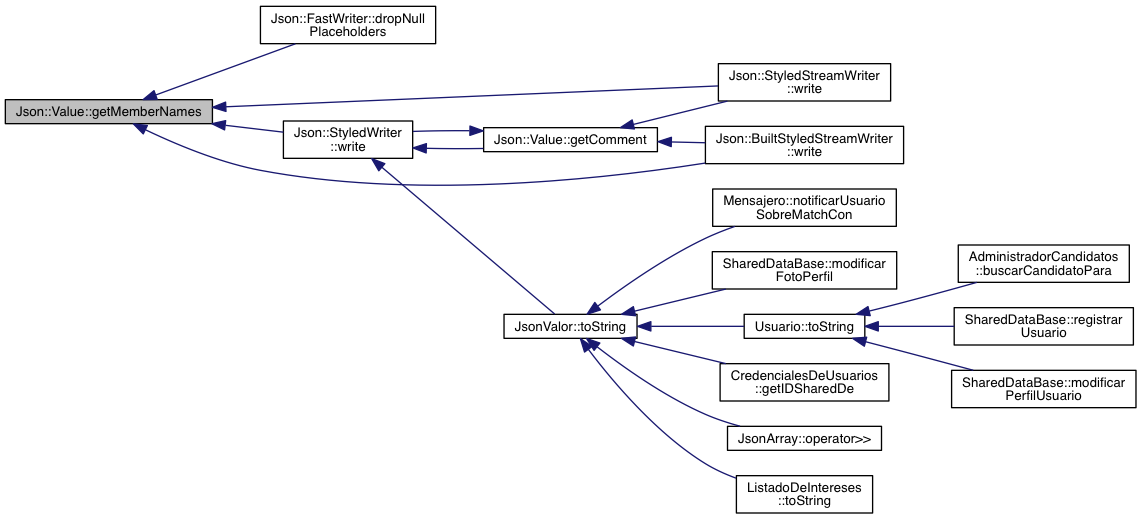 Json::FastWriter::dropNull
Placeholders
Json::Value::getMemberNames
Json::StyledStreamWriter
::write
Json::StyledWriter
::write
Json::Value::getComment
Json::BuiltStyledStreamWriter
::write
Mensajero::notificarUsuario
SobreMatchCon
SharedDataBase::modificar
FotoPerfil
AdministradorCandidatos
::buscarCandidatoPara
JsonValor::toString
Usuario::toString
SharedDataBase::registrar
Usuario
CredencialesDeUsuarios
::getIDSharedDe
SharedDataBase::modificar
PerfilUsuario
JsonArray::operator>>
ListadoDeIntereses
::toString